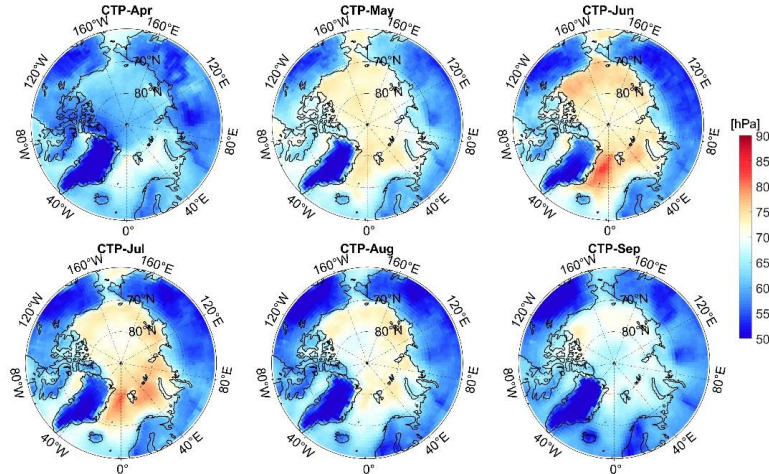 CTP-Apr
160°W 160°E
120°W 70°N 120°E
80°N
80°W 80°E
40°W 40°E
0°
CTP-May
160°W 160°E
120°W 70°N 120°E
80°N
80°W 80°E
40°W 40°E
0°
CTP-Jun
160°W 160°E
120°W 70°N 120°E
80°N
80°W 80°E
40°W 40°E
0°
[hPa]
90
85
80
75
70
65
60
55
50
CTP-Jul
160°W 160°E
120°W 70°N 120°E
80°N
80°W 80°E
40°W 40°E
0°
CTP-Aug
160°W 160°E
120°W 70°N 120°E
80°N
80°W 80°E
40°W 40°E
0°
CTP-Sep
160°W 160°E
120°W 70°N 120°E
80°N
80°W 80°E
40°W 40°E
0°